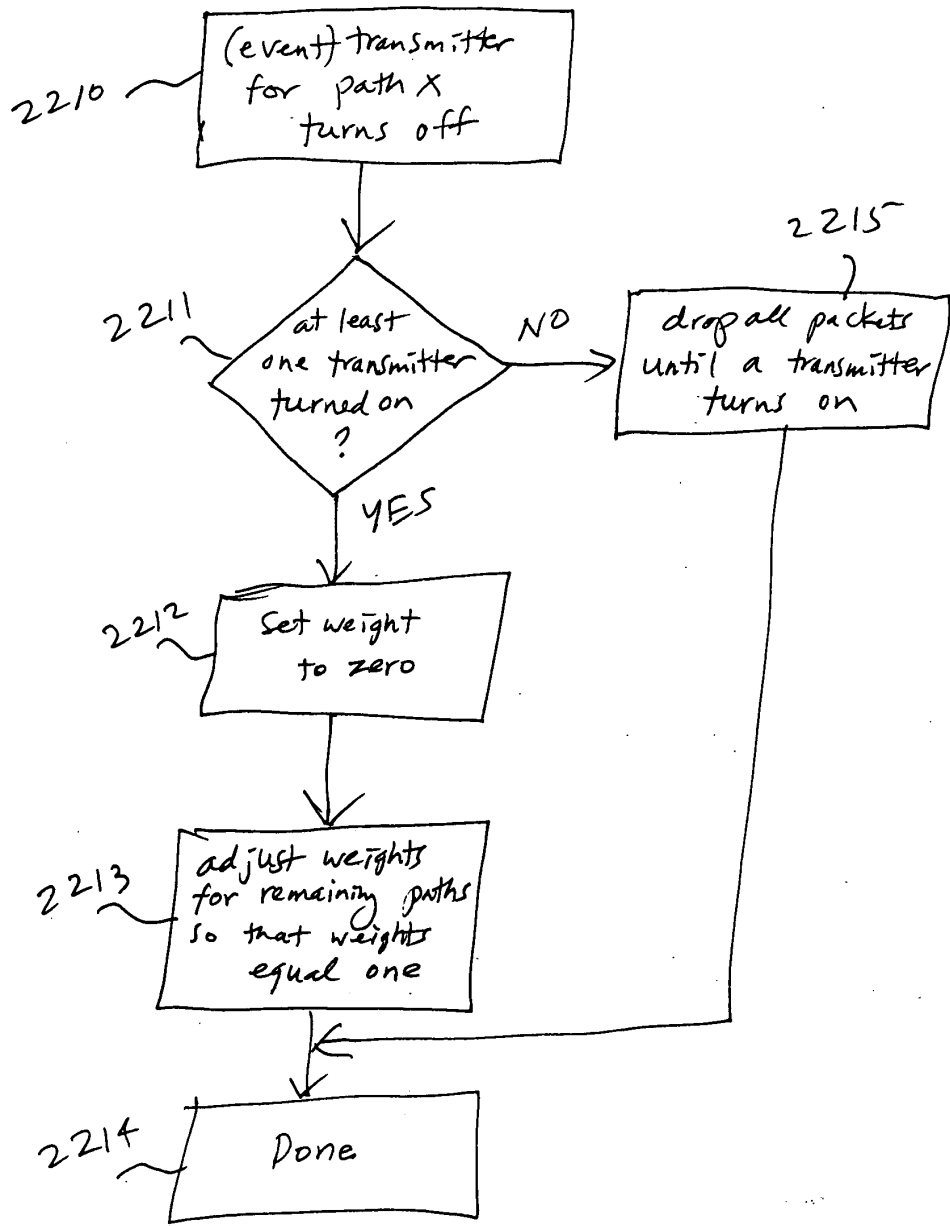 2210
(event) transmitter
for path X
turns off
2211
at least
one transmitter
turned on
?
NO
2215
drop all packets
until a transmitter
turns on
YES
2212
Set weight
to zero
2213
adjust weights
for remaining paths
so that weights
equal one
2214
Done